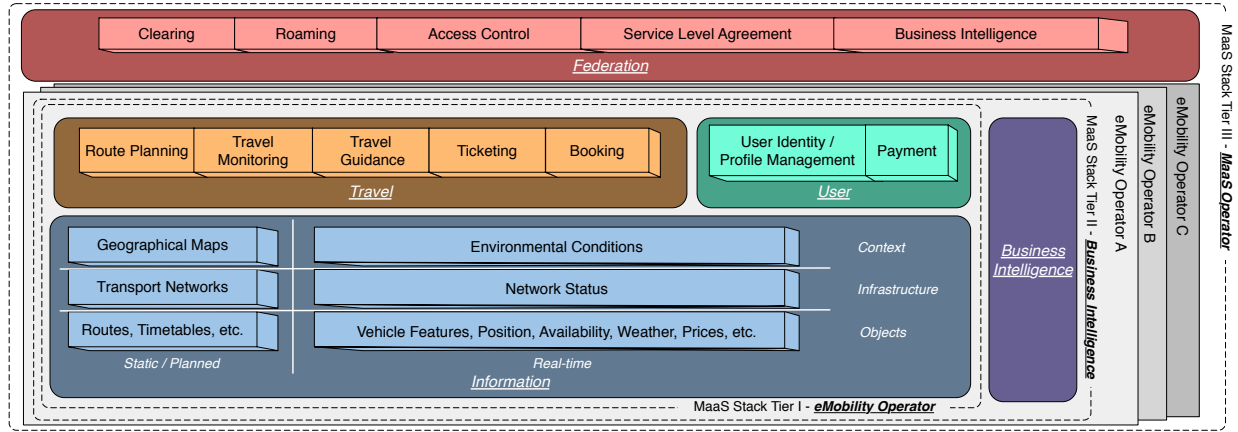 Clearing
Roaming
Access Control
Service Level Agreement
Business Intelligence
Federation
Route Planning
Travel
Monitoring
Travel
Guidance
Ticketing
Booking
Travel
User Identity /
Profile Management
Payment
User
Geographical Maps
Environmental Conditions
Context
Transport Networks
Network Status
Infrastructure
Routes, Timetables, etc.
Vehicle Features, Position, Availability, Weather, Prices, etc.
Objects
Static / Planned
Real-time
Information
MaaS Stack Tier I - eMobility Operator
Business
Intelligence
MaaS Stack Tier II - Business Intelligence
eMobility Operator A
eMobility Operator B
eMobility Operator C
MaaS Stack Tier III - MaaS Operator